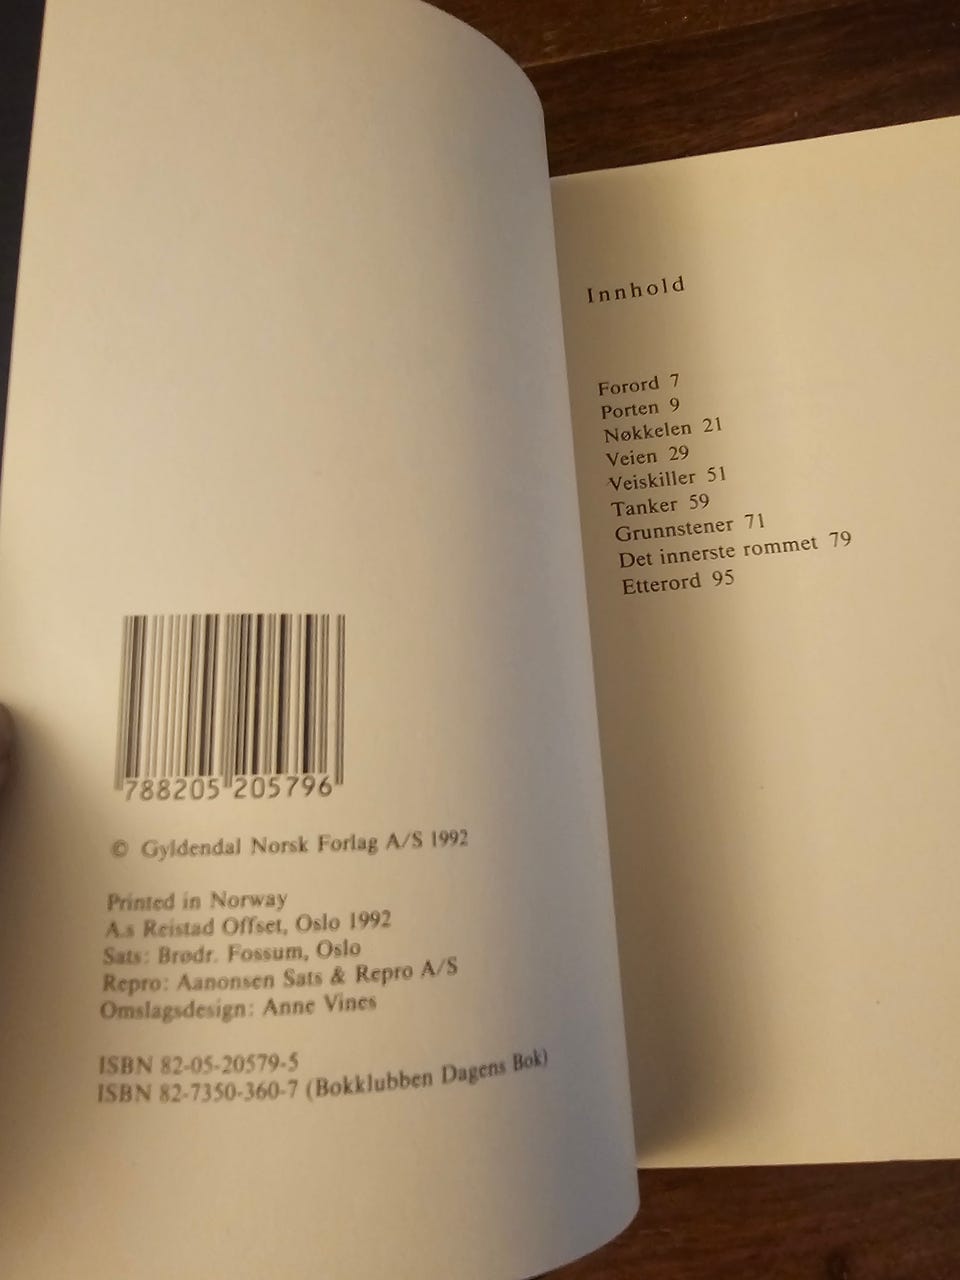 788205 205796
© Gyldendal Norsk Forlag A/S 1992
Printed in Norway
A.s Reistad Offset, Oslo 1992
Sats: Brødr. Fossum, Oslo
Repro: Aanonsen Sats & Repro A/S
Omslagsdesign: Anne Vines
ISBN 82-05-20579-5
ISBN 82-7350-360-7 (Bokklubben Dagens Bok)
Innhold
Forord 7
Porten 9
Nøkkelen 21
Veien 29
Veiskiller 51
Tanker 59
Grunnstener 71
Det innerste rommet 79
Etterord 95